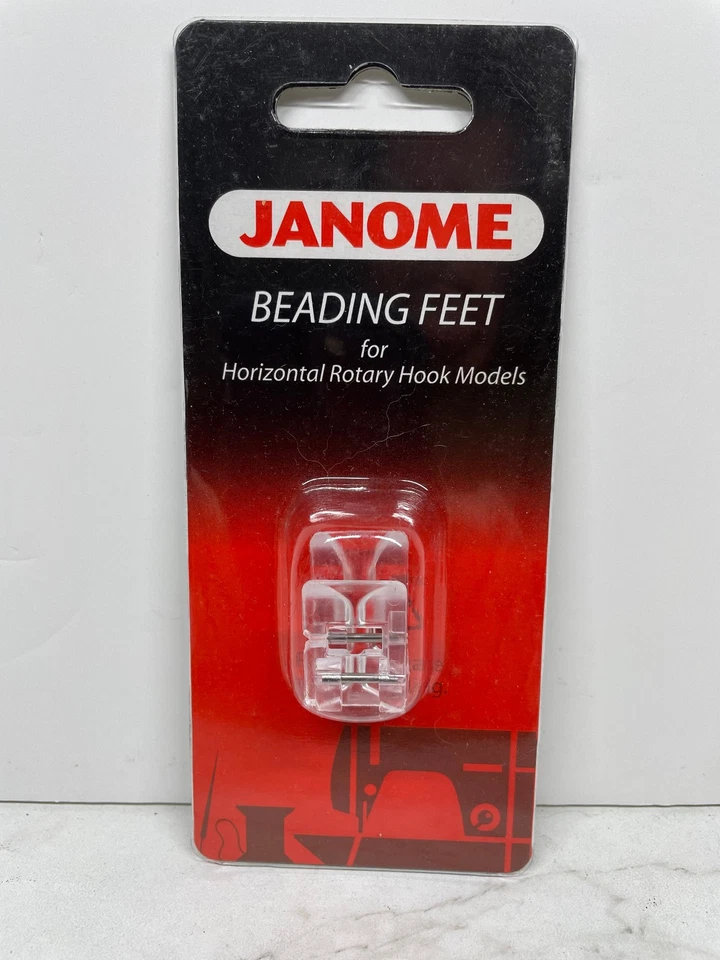 JANOME
BEADING FEET
for
Horizontal Rotary Hook Models